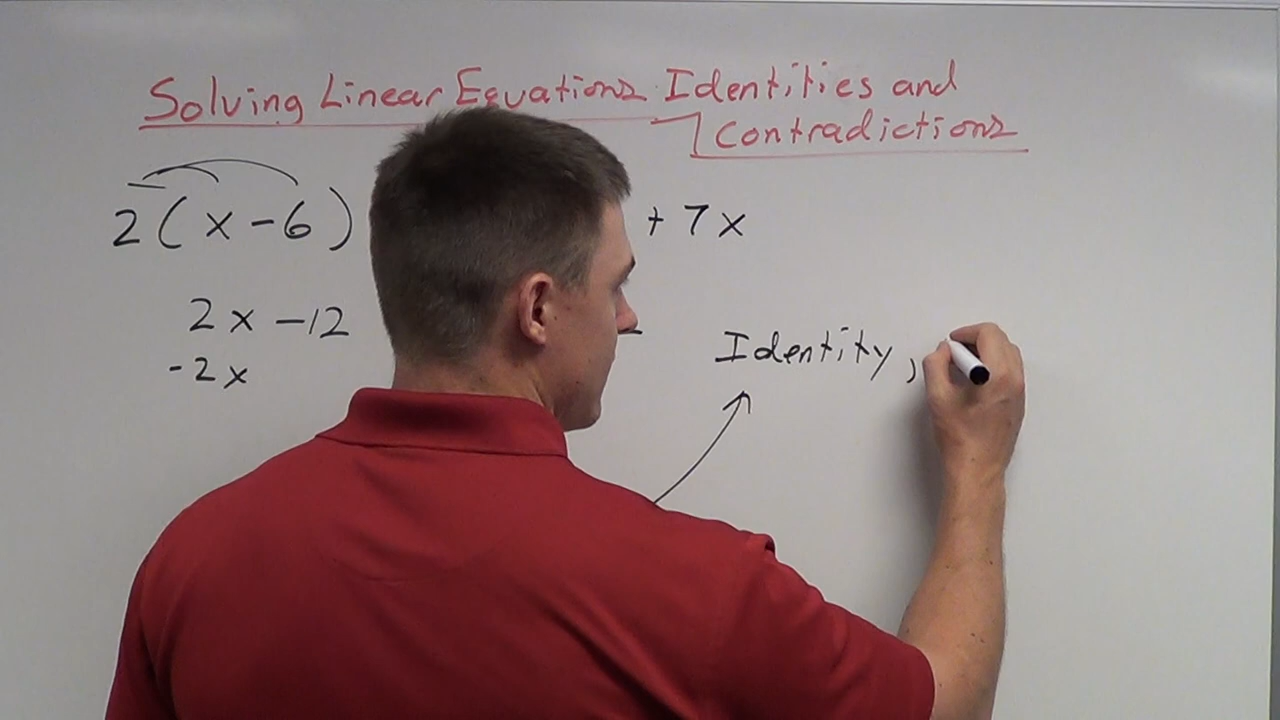 Solving Linear Equations Identities and
Contradictions
2(x-6) +7x
2x-12
-2x
Identity,